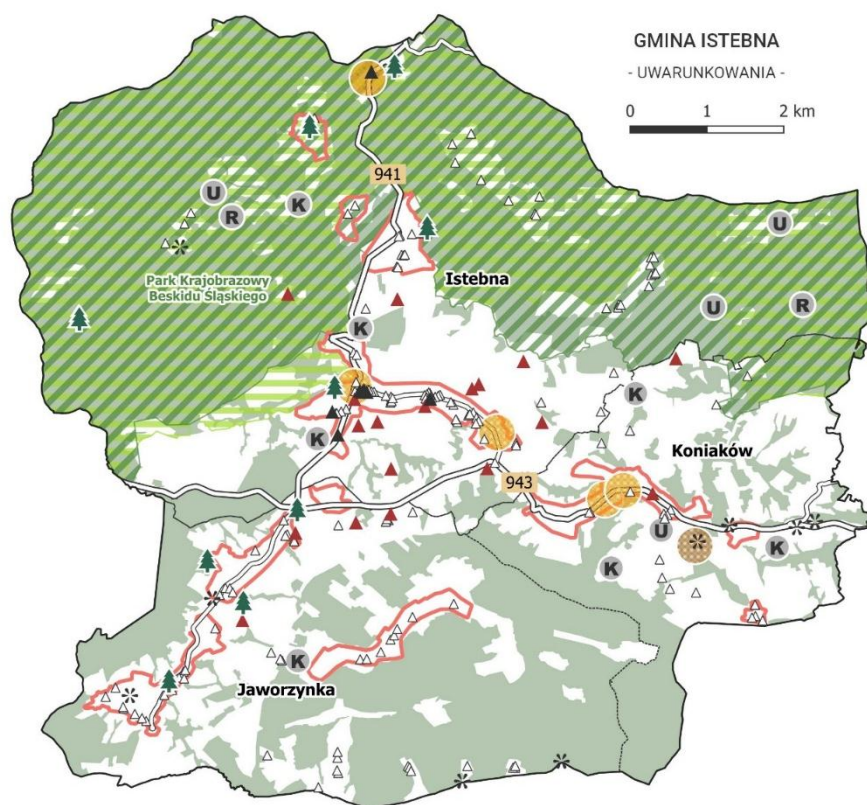 GMINA ISTEBNA
- UWARUNKOWANIA -
0 1 2 km
941
U
R
K
U
Istebna
Park Krajobrazowy
Beskidu Śląskiego
U
R
K
K
K
Koniaków
943
U
K
K
K
Jaworzynka